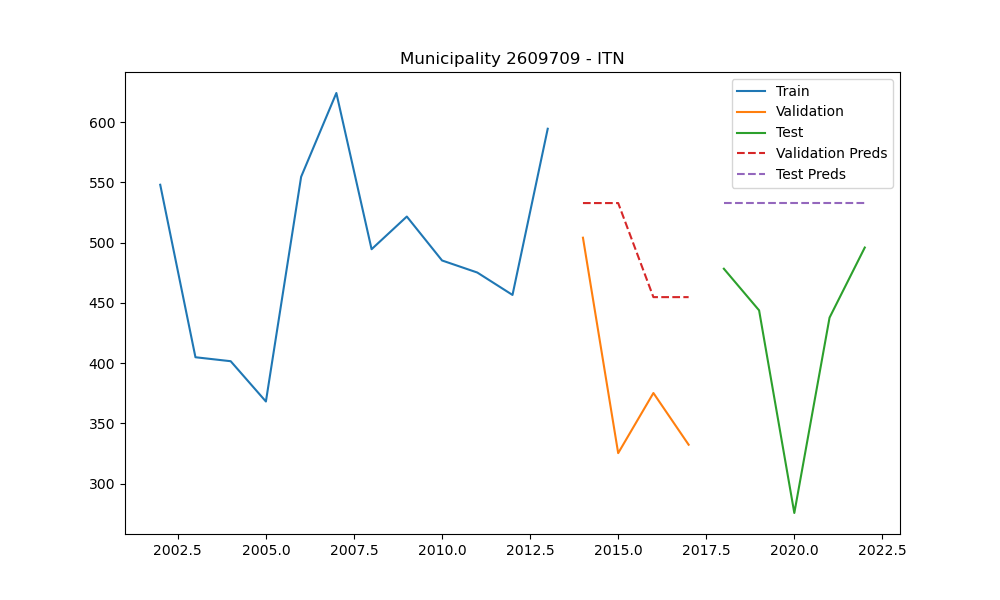 Municipality 2609709 - ITN
Train
Validation
Test
Validation Preds
Test Preds
600
550
500
450
400
350
300
2002.5 2005.0 2007.5 2010.0 2012.5 2015.0 2017.5 2020.0 2022.5